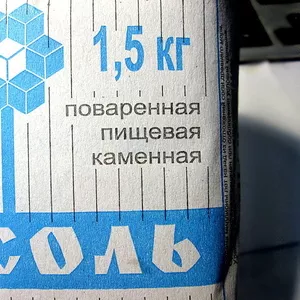 1,5 кг
поваренная
пищевая
каменная
СОЛЬ